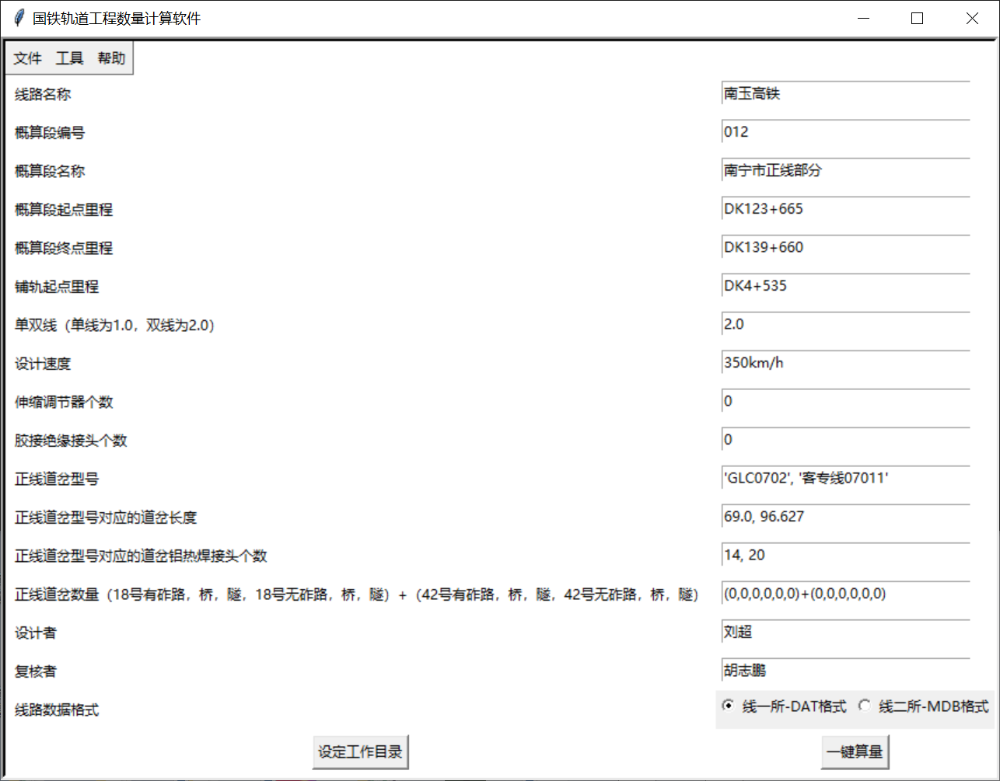 国铁轨道工程数量计算软件
文件 工具 帮助
线路名称 南玉高铁
概算段编号 012
概算段名称 南宁市正线部分
概算段起点里程 DK123+665
概算段终点里程 DK139+660
铺轨起点里程 DK4+535
单双线（单线为1.0，双线为2.0） 2.0
设计速度 350km/h
伸缩调节器个数 0
胶接绝缘接头个数 0
正线道岔型号 'GLC0702', '客专线07011'
正线道岔型号对应的道岔长度 69.0, 96.627
正线道岔型号对应的道岔铝热焊接头个数 14, 20
正线道岔数量（18号有砟路，桥，隧，18号无砟路，桥，隧）+（42号有砟路，桥，隧，42号无砟路，桥，隧） (0,0,0,0,0,0)+(0,0,0,0,0,0)
设计者 刘超
复核者 胡志鹏
线路数据格式 线一所-DAT格式 线二所-MDB格式
设定工作目录 一键算量